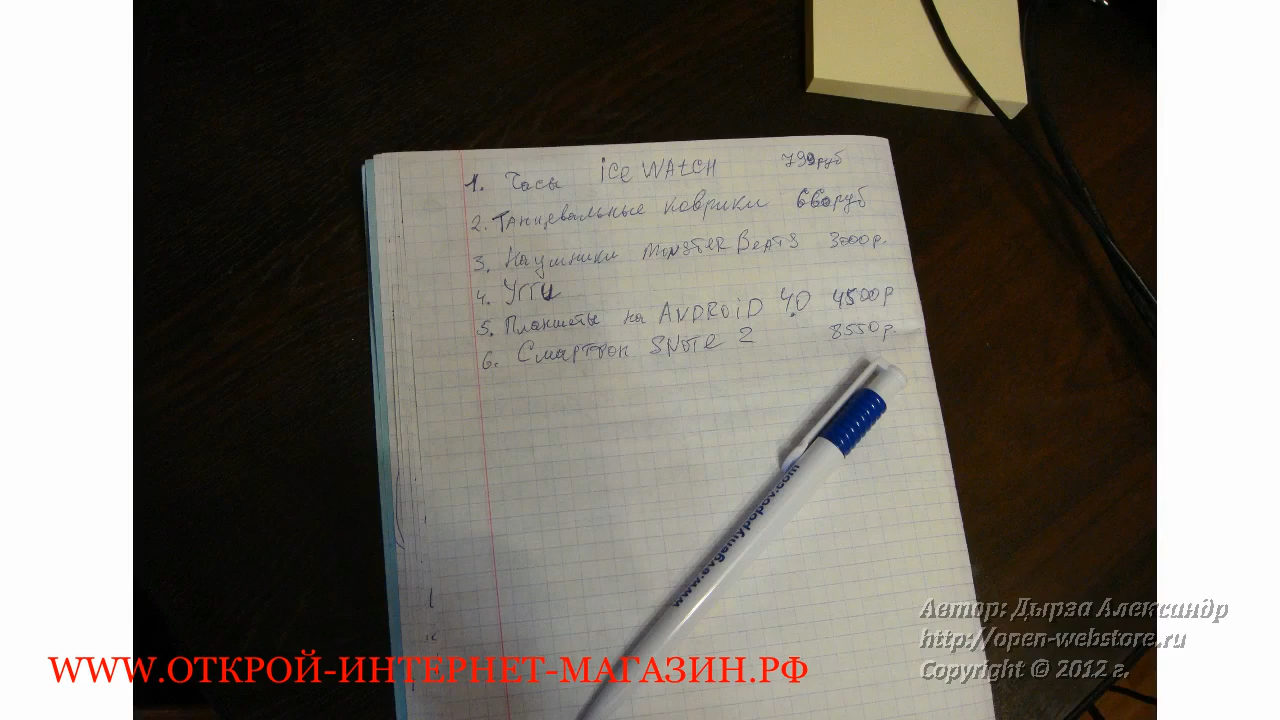 1. Часы ice WAtCH 799руб
2. Танцевальные коврики 660руб
3. Наушники MONSTER BeATS 3000р.
4. Угги
5. Планшеты на ANDROiD 4.0 4500р
6. Смартфон SNote 2 8550р.
www.evgeniypopov.com
Автор: Дырза Александр
http://open-webstore.ru
Copyright © 2012 г.
WWW.ОТКРОЙ-ИНТЕРНЕТ-МАГАЗИН.РФ